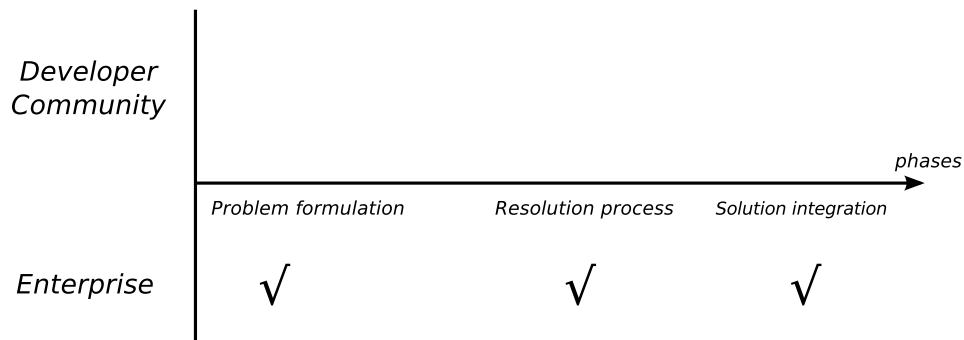 Developer
Community
phases
Problem formulation
Resolution process
Solution integration
Enterprise
√
√
√